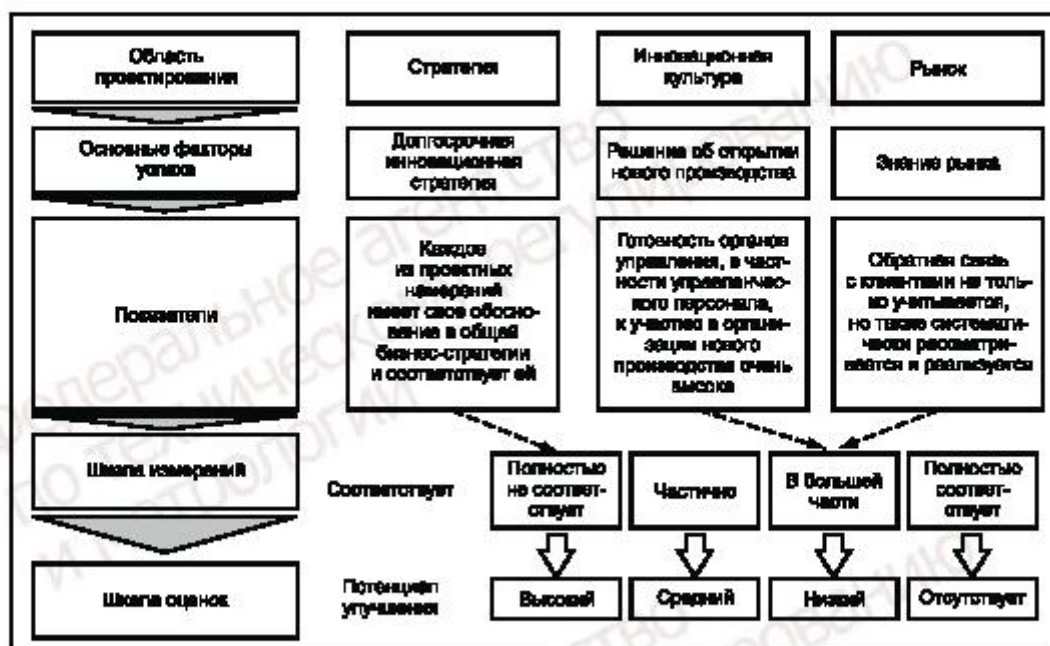 Область
проектирования
Стратегия
Инновационная
культура
Рынок
Основные факторы
успеха
Долгосрочная
инновационная
стратегия
Решение об открытии
нового производства
Знание рынка
Показатели
Каждое
из проектных
намерений
имеет свое обосно-
вание в общей
бизнес-стратегии
и соответствует ей
Готовность органов
управления, в част-
ности управленчес-
кого персонала,
к участию в органи-
зации нового
производства очень
высока
Обратная связь
с клиентами не толь-
ко учитывается,
но также системати-
чески рассматри-
вается и реализуется
Шкала измерений
Соответствует
Полностью
не соответ-
ствует
Частично
В большей
части
Полностью
соответ-
ствует
Шкала оценок
Потенциал
улучшения
Высокий
Средний
Низкий
Отсутствует